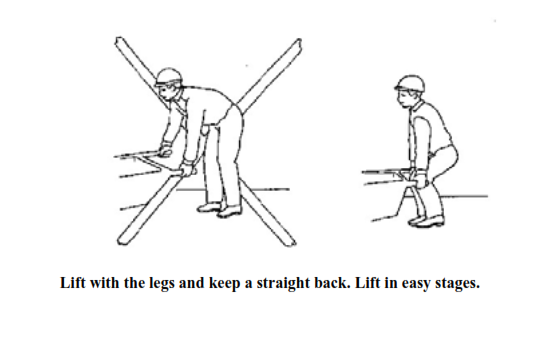 Lift with the legs and keep a straight back. Lift in easy stages.